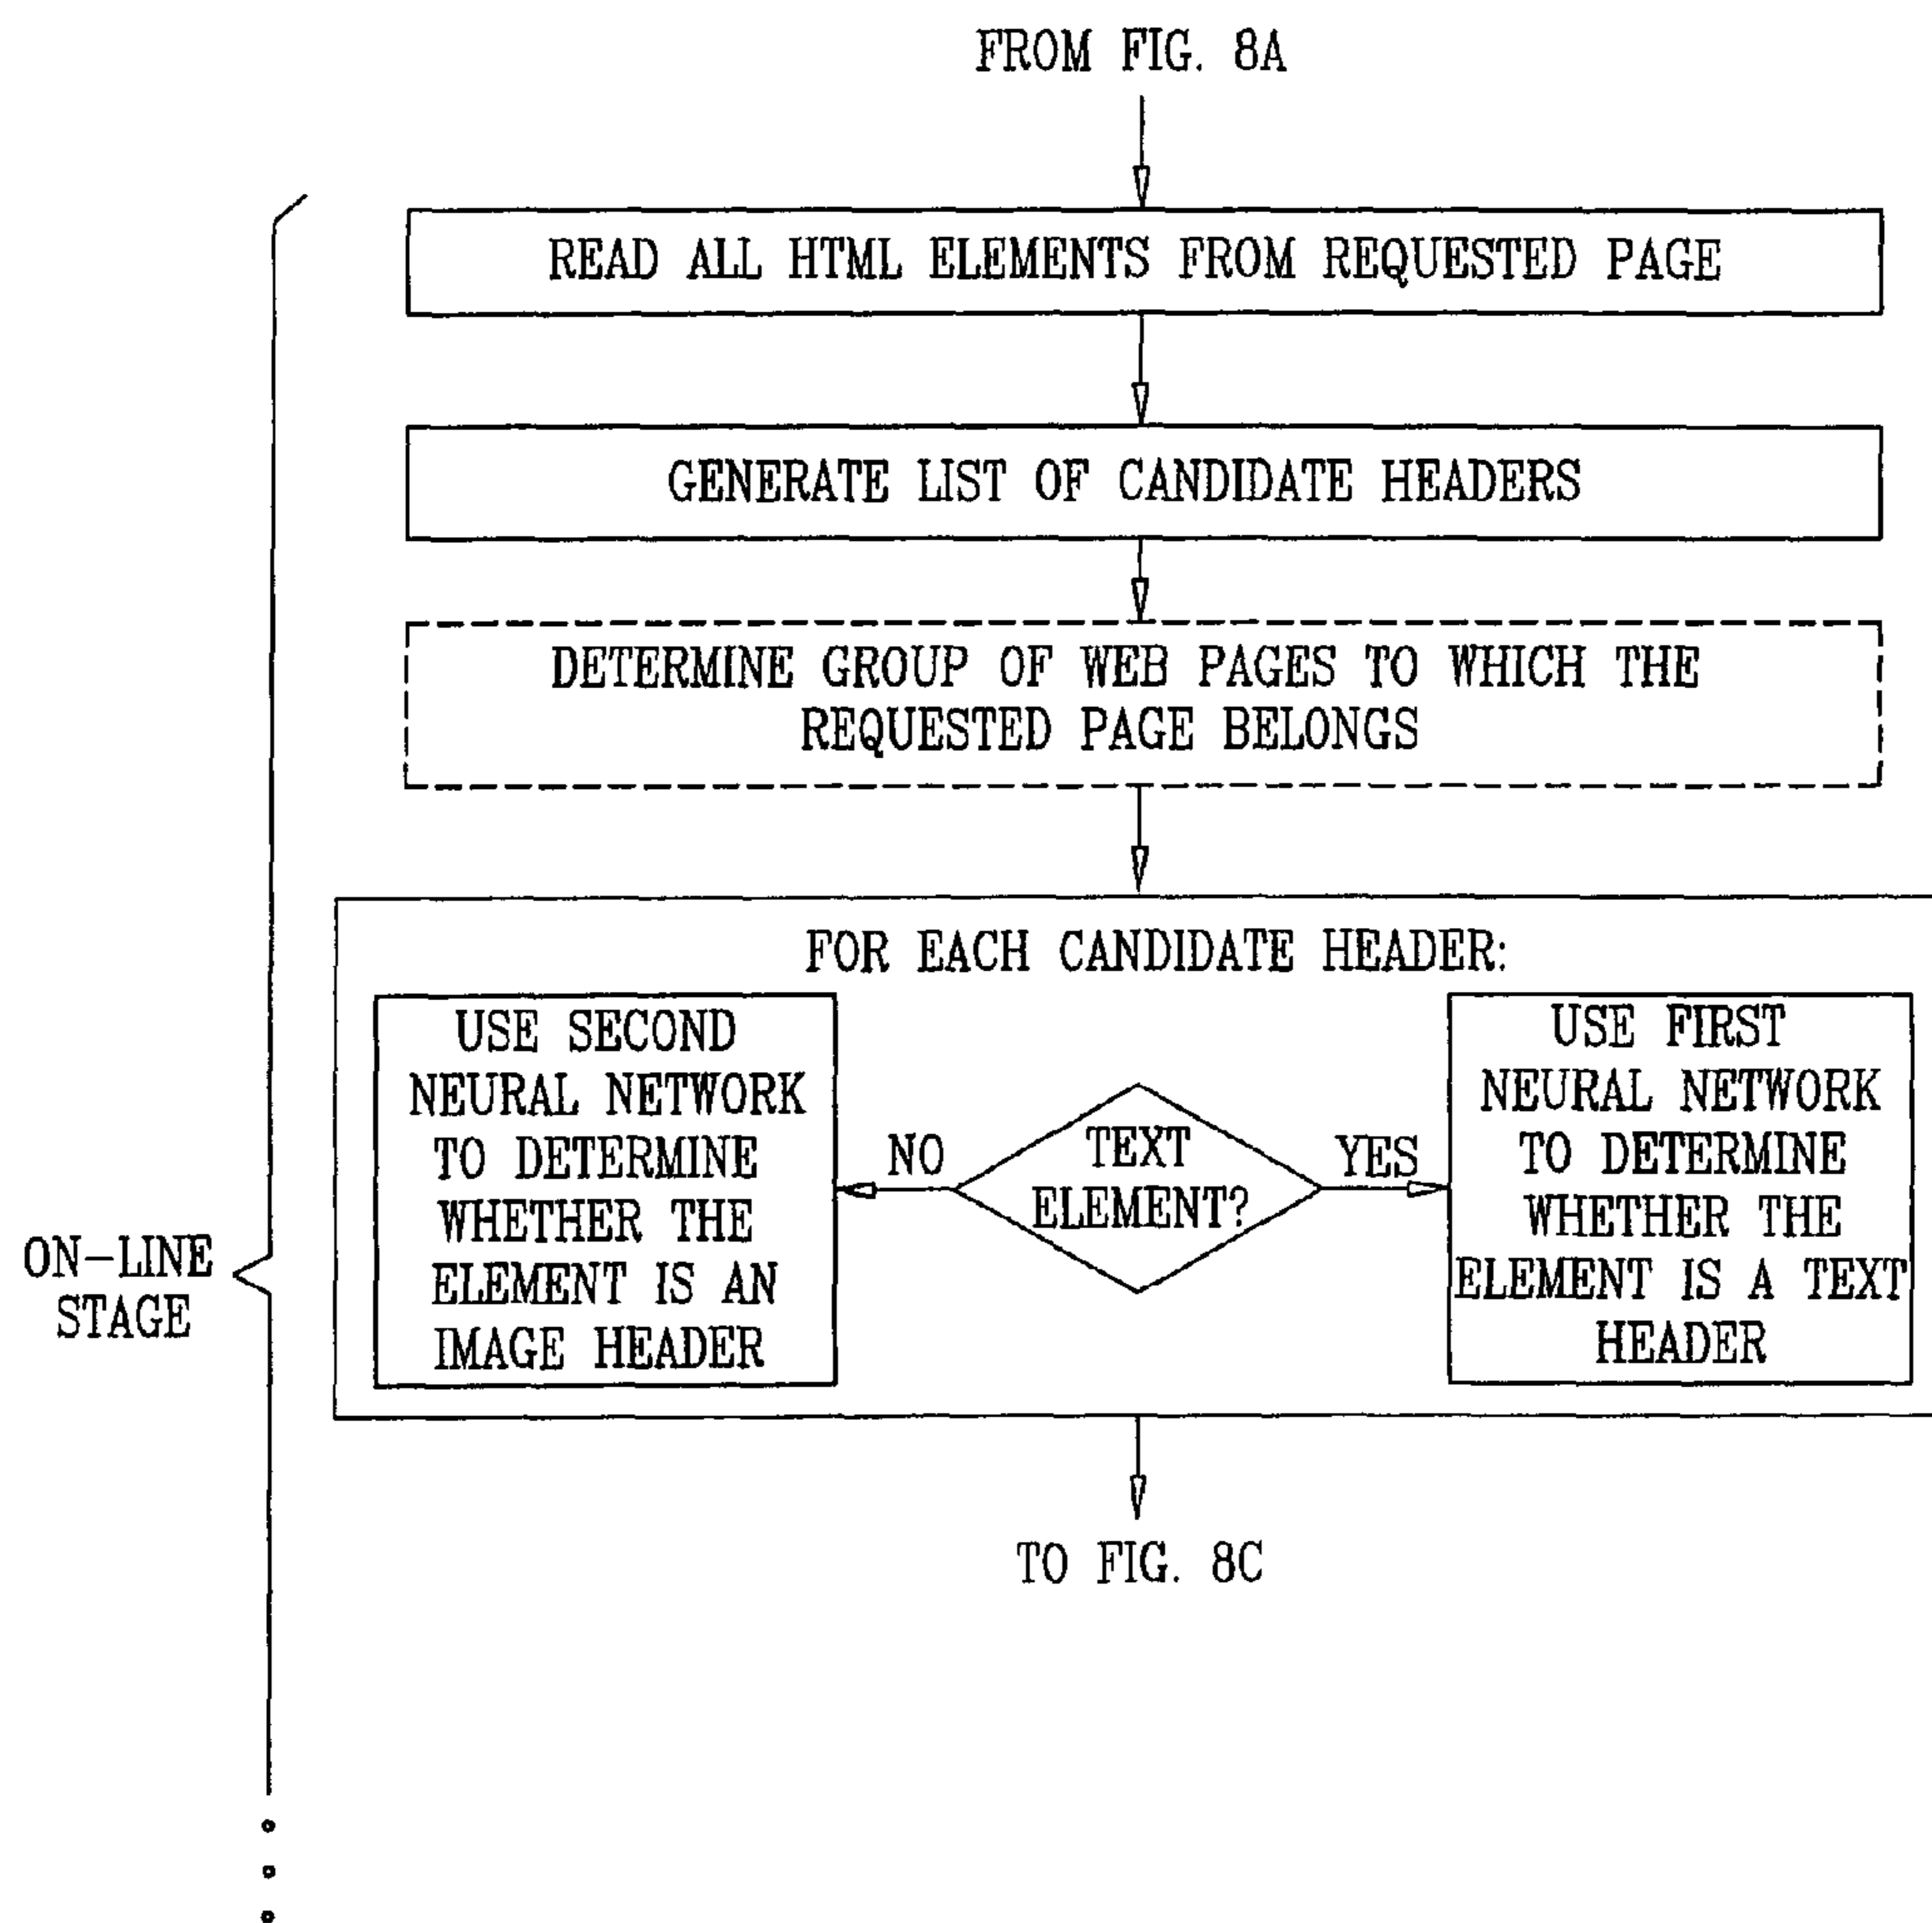 FROM FIG. 8A
READ ALL HTML ELEMENTS FROM REQUESTED PAGE
GENERATE LIST OF CANDIDATE HEADERS
DETERMINE GROUP OF WEB PAGES TO WHICH THE
REQUESTED PAGE BELONGS
FOR EACH CANDIDATE HEADER:
USE SECOND
NEURAL NETWORK
TO DETERMINE
WHETHER THE
ELEMENT IS AN
IMAGE HEADER
NO
TEXT
ELEMENT?
YES
USE FIRST
NEURAL NETWORK
TO DETERMINE
WHETHER THE
ELEMENT IS A TEXT
HEADER
ON-LINE
STAGE
TO FIG. 8C